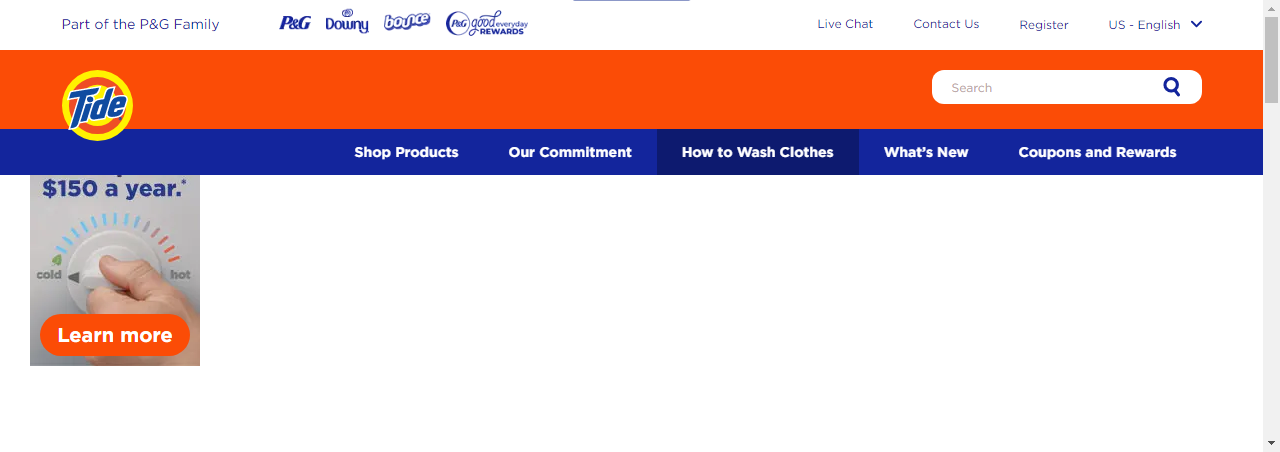 Part of the P&G Family
P&G
Downy
bounce
P&G good everyday
REWARDS
Live Chat
Contact Us
Register
US - English
Tide
Search
Shop Products
Our Commitment
How to Wash Clothes
What's New
Coupons and Rewards
$150 a year.*
cold
hot
Learn more